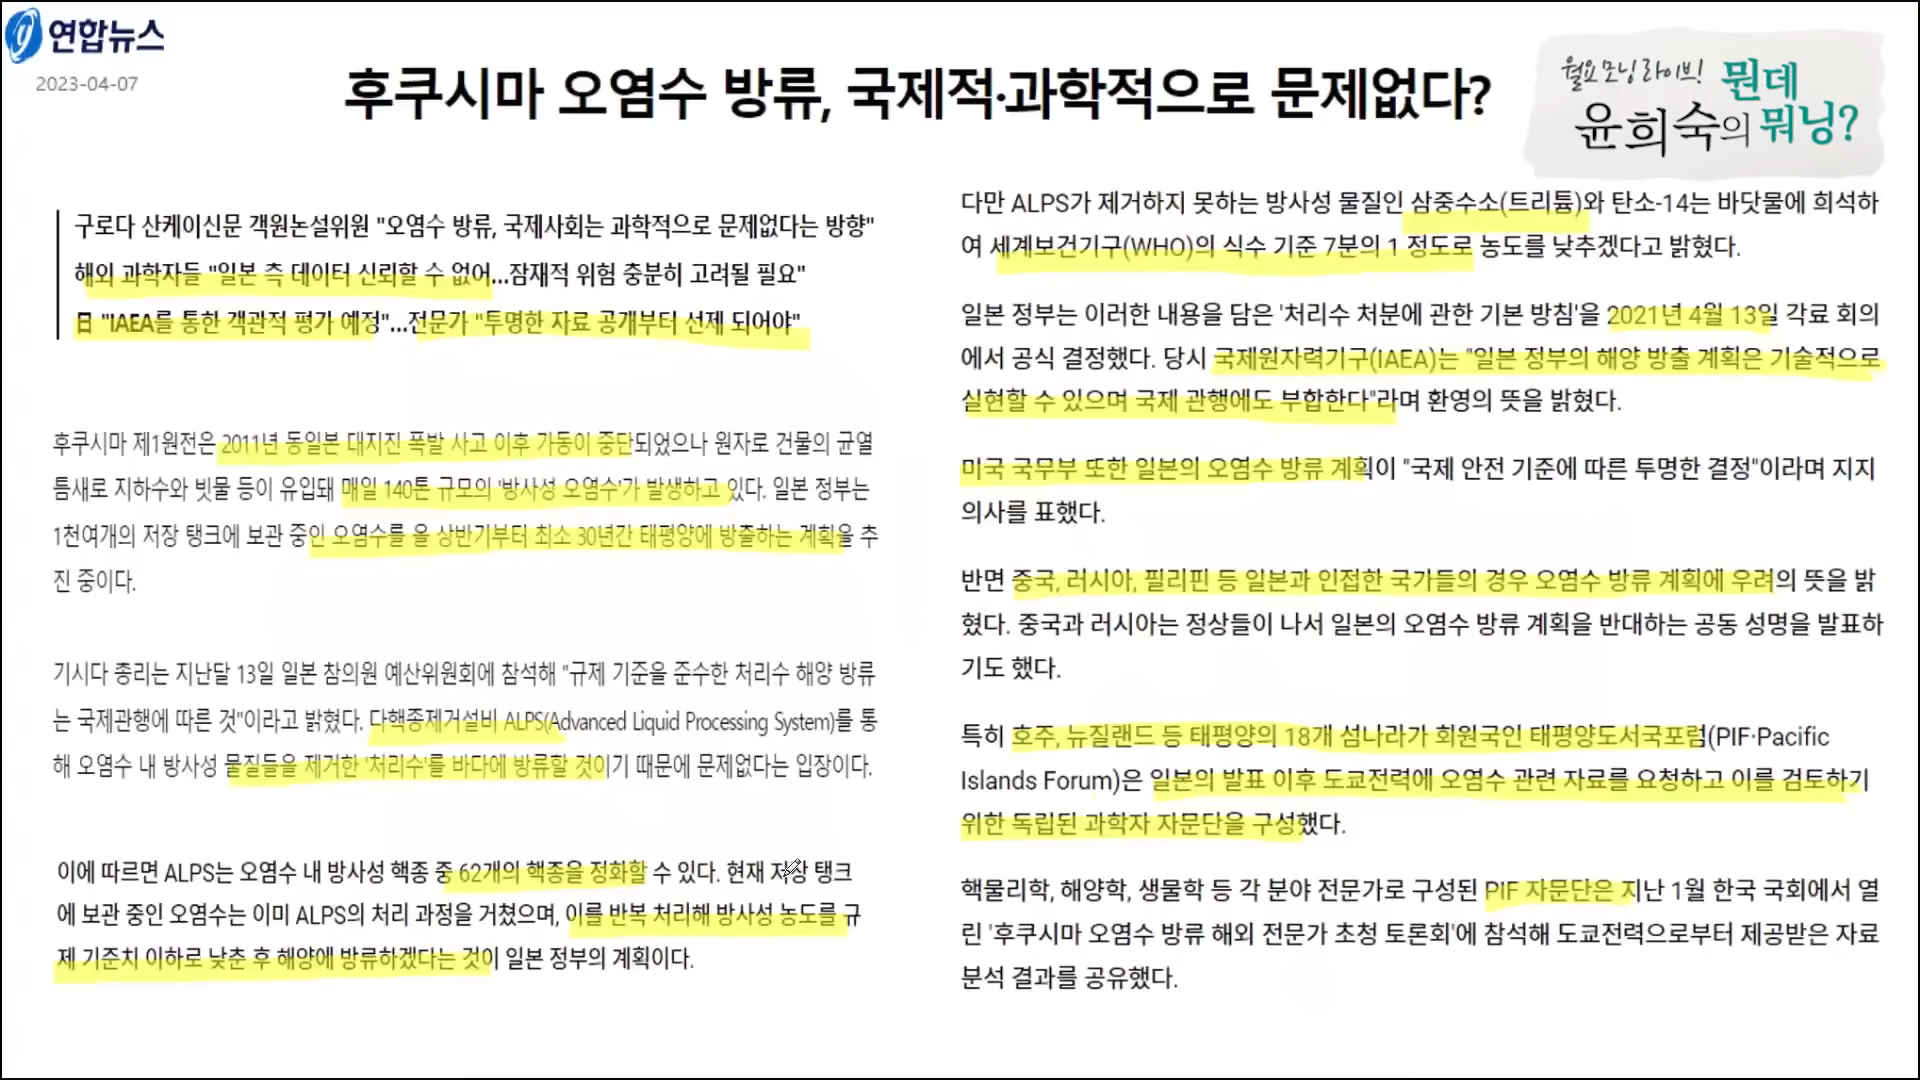 연합뉴스
2023-04-07
후쿠시마 오염수 방류, 국제적·과학적으로 문제없다?
월요모닝라이브! 뭔데
윤희숙의 뭐닝?
구로다 산케이신문 객원논설위원 "오염수 방류, 국제사회는 과학적으로 문제없다는 방향"
해외 과학자들 "일본 측 데이터 신뢰할 수 없어…잠재적 위험 충분히 고려될 필요"
日 "IAEA를 통한 객관적 평가 예정"…전문가 "투명한 자료 공개부터 선제 되어야"
후쿠시마 제1원전은 2011년 동일본 대지진 폭발 사고 이후 가동이 중단되었으나 원자로 건물의 균열
틈새로 지하수와 빗물 등이 유입돼 매일 140톤 규모의 '방사성 오염수'가 발생하고 있다. 일본 정부는
1천여개의 저장 탱크에 보관 중인 오염수를 올 상반기부터 최소 30년간 태평양에 방출하는 계획을 추
진 중이다.
기시다 총리는 지난달 13일 일본 참의원 예산위원회에 참석해 "규제 기준을 준수한 처리수 해양 방류
는 국제관행에 따른 것"이라고 밝혔다. 다핵종제거설비 ALPS(Advanced Liquid Processing System)를 통
해 오염수 내 방사성 물질들을 제거한 '처리수'를 바다에 방류할 것이기 때문에 문제없다는 입장이다.
이에 따르면 ALPS는 오염수 내 방사성 핵종 중 62개의 핵종을 정화할 수 있다. 현재 저장 탱크
에 보관 중인 오염수는 이미 ALPS의 처리 과정을 거쳤으며, 이를 반복 처리해 방사성 농도를 규
제 기준치 이하로 낮춘 후 해양에 방류하겠다는 것이 일본 정부의 계획이다.
다만 ALPS가 제거하지 못하는 방사성 물질인 삼중수소(트리튬)와 탄소-14는 바닷물에 희석하
여 세계보건기구(WHO)의 식수 기준 7분의 1 정도로 농도를 낮추겠다고 밝혔다.
일본 정부는 이러한 내용을 담은 '처리수 처분에 관한 기본 방침'을 2021년 4월 13일 각료 회의
에서 공식 결정했다. 당시 국제원자력기구(IAEA)는 "일본 정부의 해양 방출 계획은 기술적으로
실현할 수 있으며 국제 관행에도 부합한다"라며 환영의 뜻을 밝혔다.
미국 국무부 또한 일본의 오염수 방류 계획이 "국제 안전 기준에 따른 투명한 결정"이라며 지지
의사를 표했다.
반면 중국, 러시아, 필리핀 등 일본과 인접한 국가들의 경우 오염수 방류 계획에 우려의 뜻을 밝
혔다. 중국과 러시아는 정상들이 나서 일본의 오염수 방류 계획을 반대하는 공동 성명을 발표하
기도 했다.
특히 호주, 뉴질랜드 등 태평양의 18개 섬나라가 회원국인 태평양도서국포럼(PIF·Pacific
Islands Forum)은 일본의 발표 이후 도쿄전력에 오염수 관련 자료를 요청하고 이를 검토하기
위한 독립된 과학자 자문단을 구성했다.
핵물리학, 해양학, 생물학 등 각 분야 전문가로 구성된 PIF 자문단은 지난 1월 한국 국회에서 열
린 '후쿠시마 오염수 방류 해외 전문가 초청 토론회'에 참석해 도쿄전력으로부터 제공받은 자료
분석 결과를 공유했다.